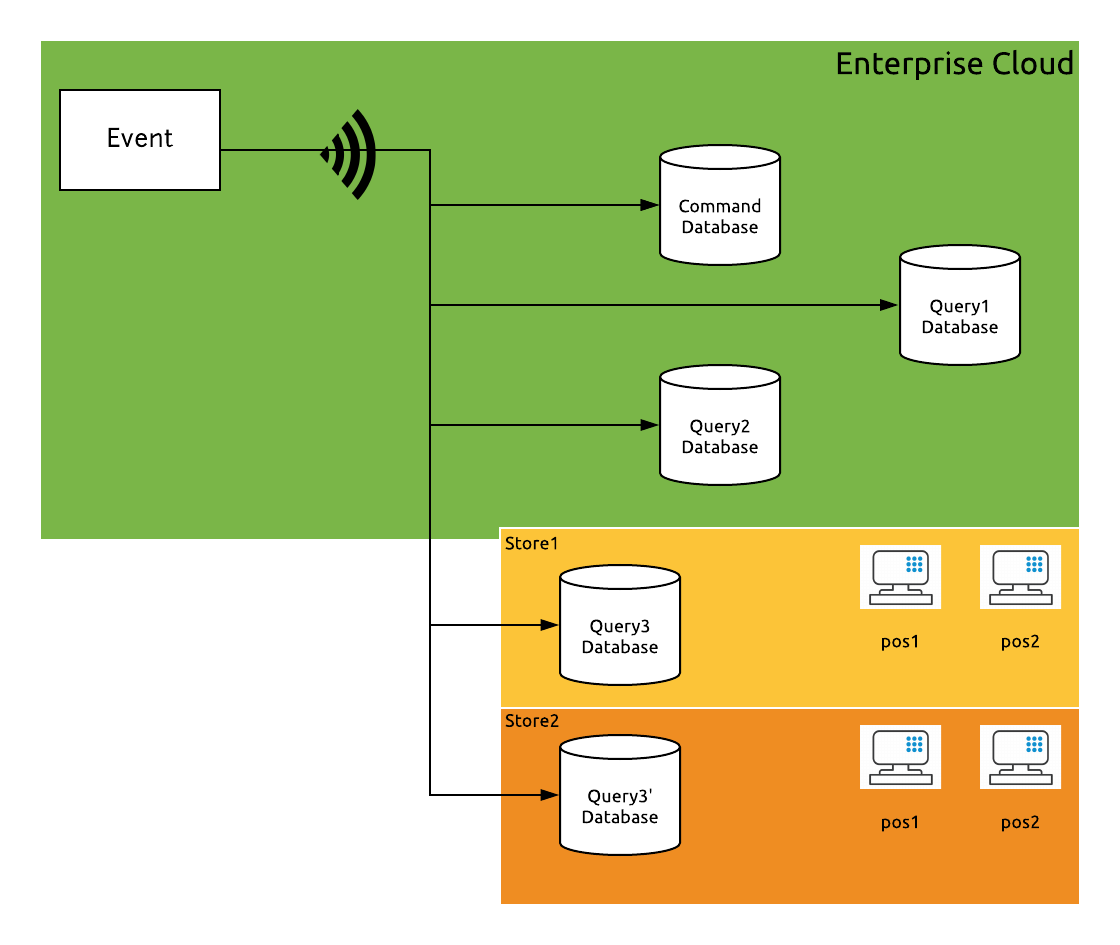 Enterprise Cloud
Event
Command
Database
Query1
Database
Query2
Database
Store1
Query3
Database
pos1
pos2
Store2
Query3'
Database
pos1
pos2